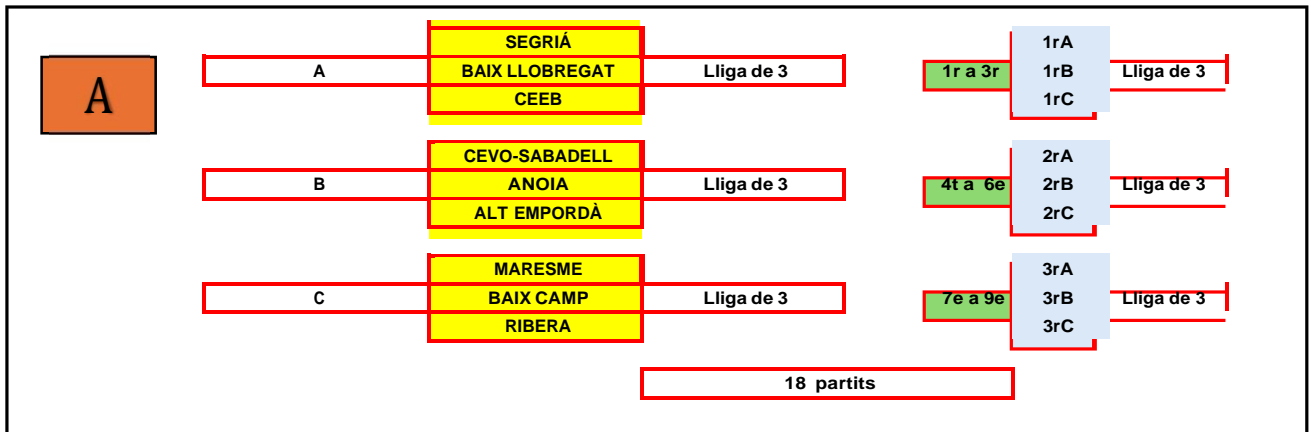 SEGRIÁ 1rA
A A BAIX LLOBREGAT Lliga de 3 1r a 3r 1rB Lliga de 3
CEEB 1rC
CEVO-SABADELL 2rA
B ANOIA Lliga de 3 4t a 6e 2rB Lliga de 3
ALT EMPORDÀ 2rC
MARESME 3rA
C BAIX CAMP Lliga de 3 7e a 9e 3rB Lliga de 3
RIBERA 3rC
18 partits